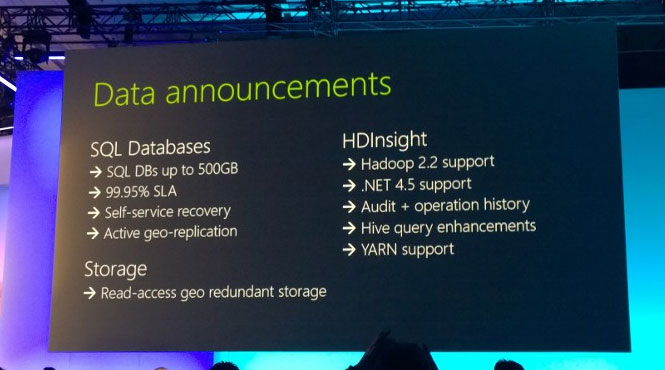 Data announcements
SQL Databases
→ SQL DBs up to 500GB
→ 99.95% SLA
→ Self-service recovery
→ Active geo-replication
Storage
→ Read-access geo redundant storage
HDInsight
→ Hadoop 2.2 support
→ .NET 4.5 support
→ Audit + operation history
→ Hive query enhancements
→ YARN support